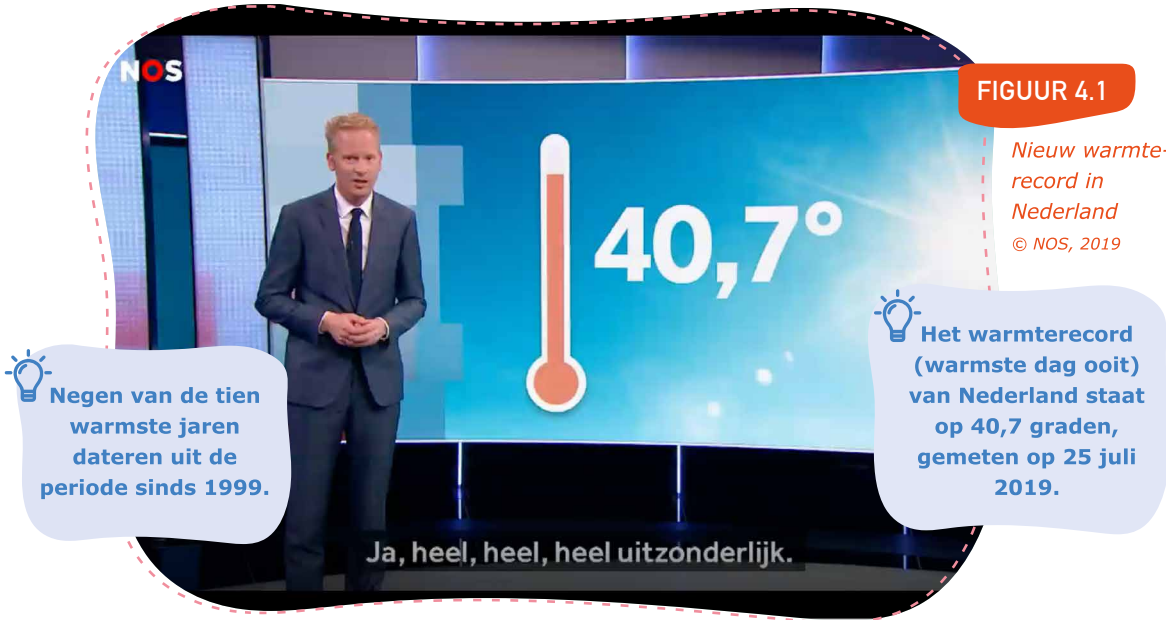 NOS
FIGUUR 4.1
Nieuw warmte-
record in
Nederland
© NOS, 2019
40,7°
Het warmterecord
(warmste dag ooit)
van Nederland staat
op 40,7 graden,
gemeten op 25 juli
2019.
Negen van de tien
warmste jaren
dateren uit de
periode sinds 1999.
Ja, heel, heel, heel uitzonderlijk.